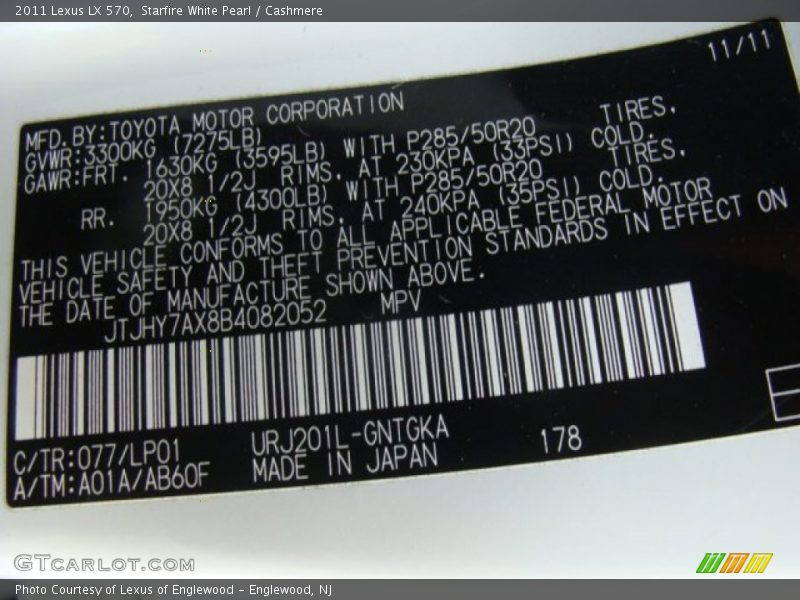 2011 Lexus LX 570,  Starfire White Pearl / Cashmere
11/11
MFD.BY:TOYOTA MOTOR CORPORATION
GVWR:3300KG (7275LB)
GAWR:FRT. 1630KG (3595LB) WITH P285/50R20 TIRES,
20X8 1/2J RIMS, AT 230KPA (33PSI) COLD.
RR. 1950KG (4300LB) WITH P285/50R20 TIRES,
20X8 1/2J RIMS, AT 240KPA (35PSI) COLD.
THIS VEHICLE CONFORMS TO ALL APPLICABLE FEDERAL MOTOR
VEHICLE SAFETY AND THEFT PREVENTION STANDARDS IN EFFECT ON
THE DATE OF MANUFACTURE SHOWN ABOVE.
JTJHY7AX8B4082052 MPV
C/TR:077/LP01 URJ201L-GNTGKA 178
A/TM:A01A/AB60F MADE IN JAPAN
GTCARLOT.COM
Photo Courtesy of Lexus of Englewood – Englewood, NJ